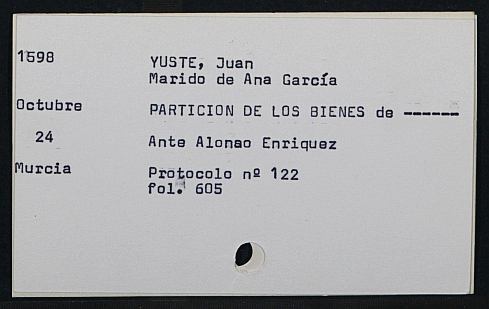 1598
YUSTE, Juan
Marido de Ana García
Octubre
PARTICION DE LOS BIENES de ------
24
Ante Alonso Enriquez
Murcia
Protocolo nº 122
fol. 605